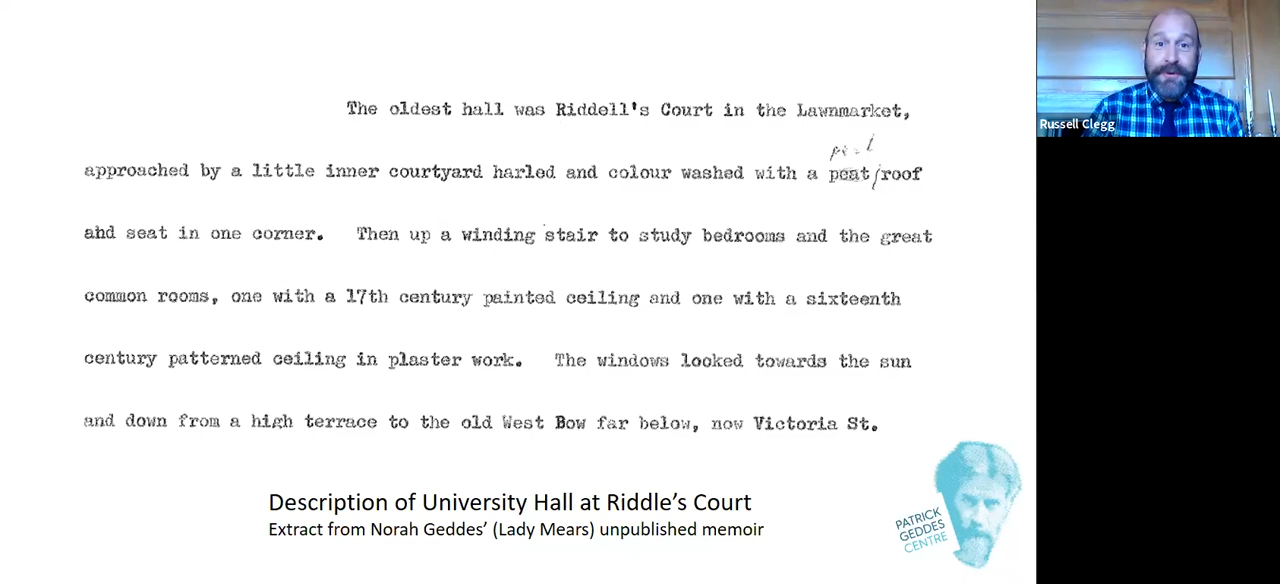 The oldest hall was Riddell's Court in the Lawnmarket,
approached by a little inner courtyard harled and colour washed with a peat/roof
ahd seat in one corner. Then up a winding stair to study bedrooms and the great
common rooms, one with a 17th century painted ceiling and one with a sixteenth
century patterned ceiling in plaster work. The windows looked towards the sun
and down from a high terrace to the old West Bow far below, now Victoria St.
Description of University Hall at Riddle's Court
Extract from Norah Geddes' (Lady Mears) unpublished memoir
PATRICK
GEDDES
CENTRE
Russell Clegg